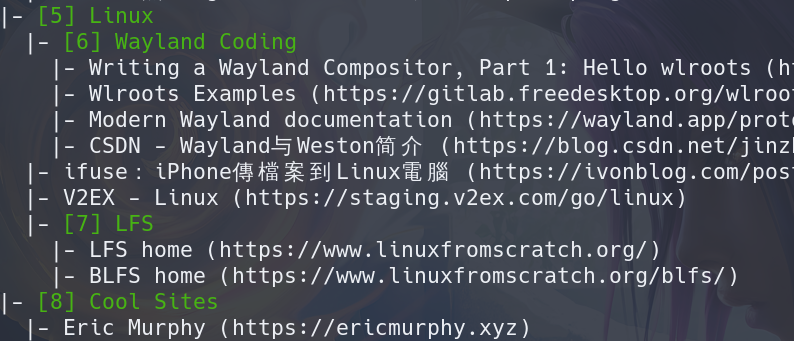 |- [5] Linux
|- [6] Wayland Coding
|- Writing a Wayland Compositor, Part 1: Hello wlroots (h
|- Wlroots Examples (https://gitlab.freedesktop.org/wlroo
|- Modern Wayland documentation (https://wayland.app/prot
|- CSDN - Wayland与Weston简介 (https://blog.csdn.net/jinz
|- ifuse：iPhone傳檔案到Linux電腦 (https://ivonblog.com/pos
|- V2EX - Linux (https://staging.v2ex.com/go/linux)
|- [7] LFS
|- LFS home (https://www.linuxfromscratch.org/)
|- BLFS home (https://www.linuxfromscratch.org/blfs/)
|- [8] Cool Sites
|- Eric Murphy (https://ericmurphy.xyz)